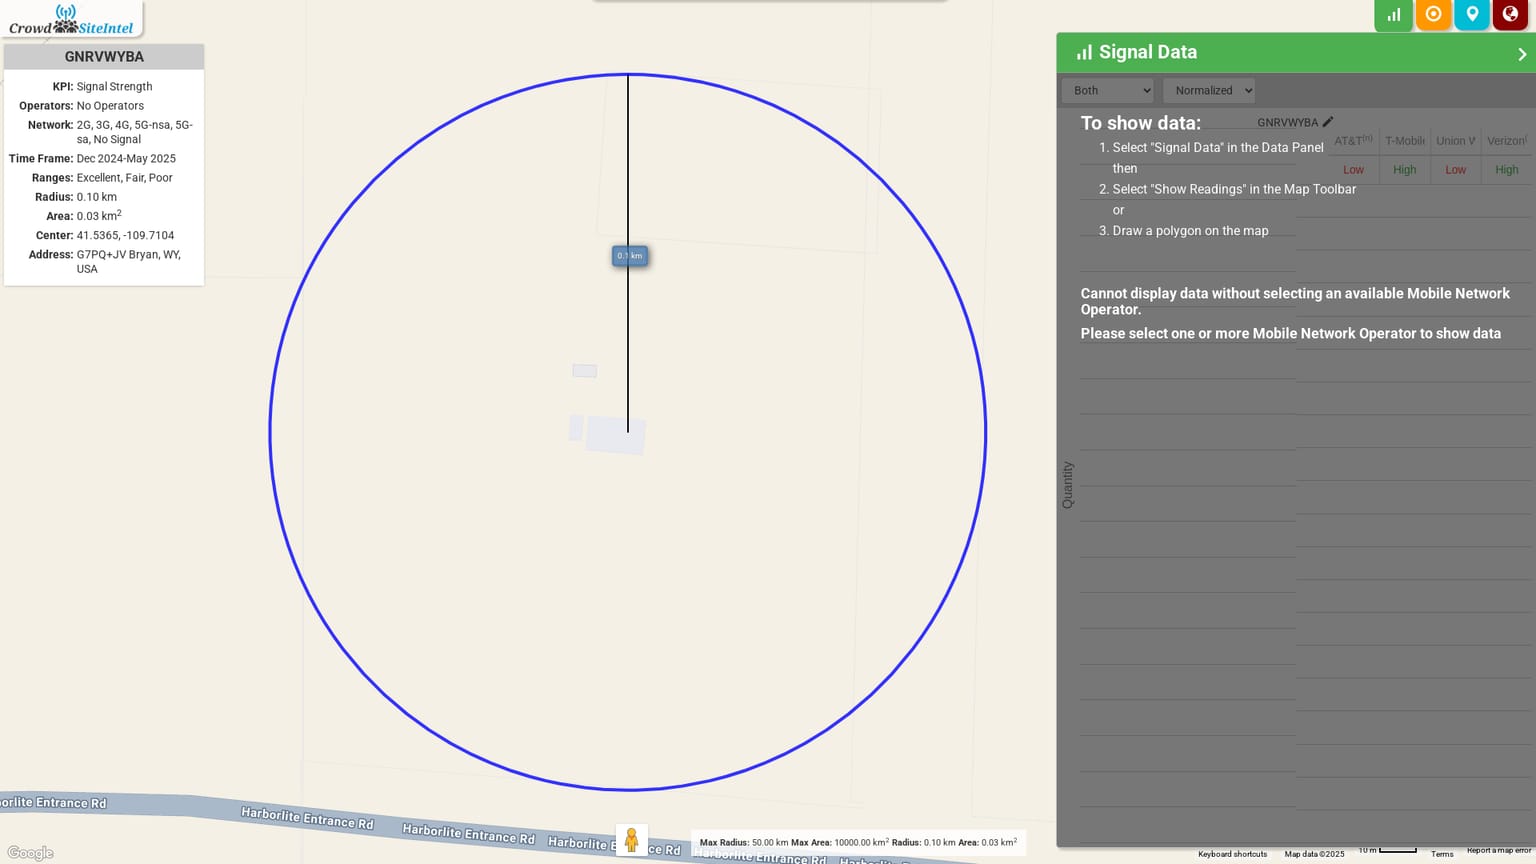 Crowd SiteIntel
GNRVWYBA
KPI: Signal Strength
Operators: No Operators
Network: 2G, 3G, 4G, 5G-nsa, 5G-
sa, No Signal
Time Frame: Dec 2024-May 2025
Ranges: Excellent, Fair, Poor
Radius: 0.10 km
Area: 0.03 km²
Center: 41.5365, -109.7104
Address: G7PQ+JV Bryan, WY,
USA
0.1 km
Signal Data
Both Normalized
To show data:
GNRVWYBA
AT&T(n) T-Mobile Union W Verizon
Low High Low High
1. Select "Signal Data" in the Data Panel
then
2. Select "Show Readings" in the Map Toolbar
or
3. Draw a polygon on the map
Cannot display data without selecting an available Mobile Network
Operator.
Please select one or more Mobile Network Operator to show data
Quantity
orlite Entrance Rd
Harborlite Entrance Rd
Harborlite Entrance Rd
Harborlite E ce Rd
Harborlite Entrance Rd
Max Radius: 50.00 km Max Area: 10000.00 km² Radius: 0.10 km Area: 0.03 km²
Google
Keyboard shortcuts Map data ©2025 10 m Terms Report a map error